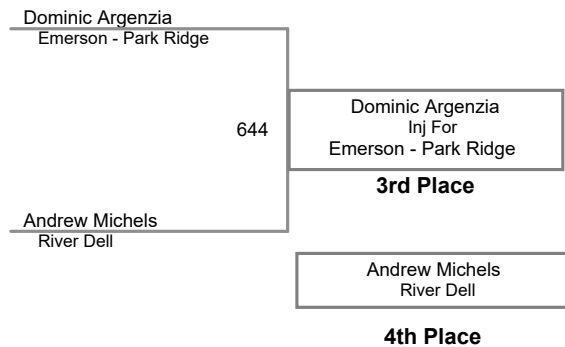 Dominic Argenzia
Emerson - Park Ridge
644
Dominic Argenzia
Inj For
Emerson - Park Ridge
3rd Place
Andrew Michels
River Dell
Andrew Michels
River Dell
4th Place